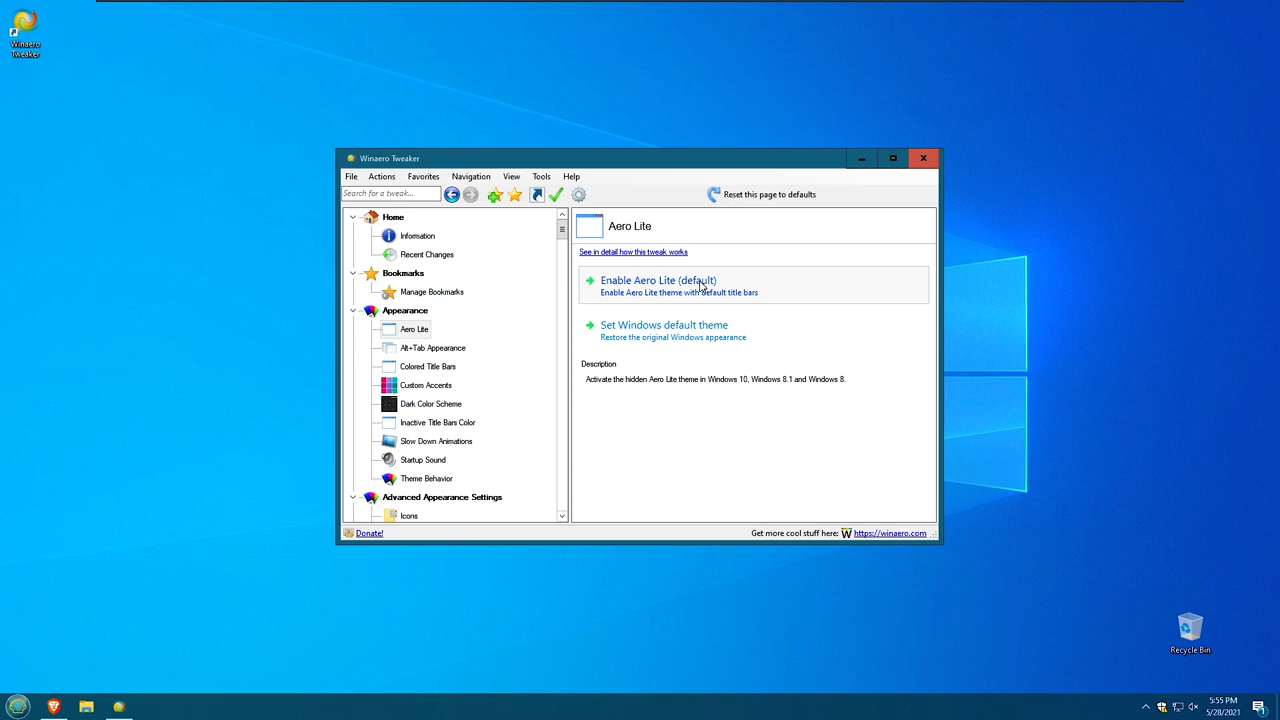 Winaero
Tweaker
Winaero Tweaker
File Actions Favorites Navigation View Tools Help
Search for a tweak...
Reset this page to defaults
Home
Information
Recent Changes
Bookmarks
Manage Bookmarks
Appearance
Aero Lite
Alt+Tab Appearance
Colored Title Bars
Custom Accents
Dark Color Scheme
Inactive Title Bars Color
Slow Down Animations
Startup Sound
Theme Behavior
Advanced Appearance Settings
Icons
Aero Lite
See in detail how this tweak works
Enable Aero Lite (default)
Enable Aero Lite theme with default title bars
Set Windows default theme
Restore the original Windows appearance
Description
Activate the hidden Aero Lite theme in Windows 10, Windows 8.1 and Windows 8.
Donate!
Get more cool stuff here: W https://winaero.com
Recycle Bin
5:55 PM
5/28/2021
1